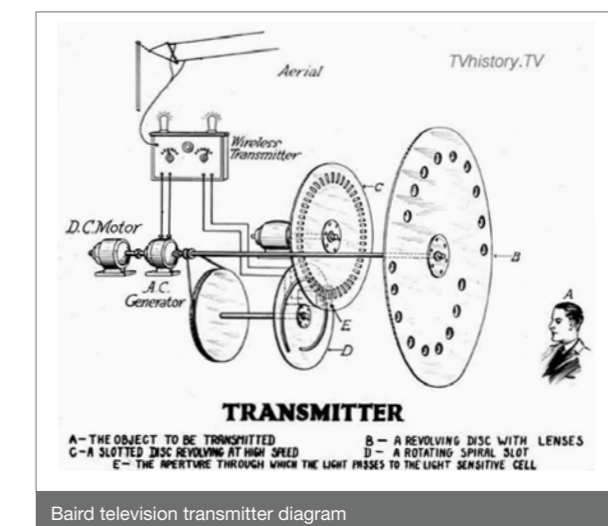 TVhistory.TV
Aerial
Wireless
Transmitter
C
D.C. Motor
A.C.
Generator
B
A
E
D
TRANSMITTER
A — THE OBJECT TO BE TRANSMITTED
B — A REVOLVING DISC WITH LENSES
C — A SLOTTED DISC REVOLVING AT HIGH SPEED
D — A ROTATING SPIRAL SLOT
E — THE APERTURE THROUGH WHICH THE LIGHT PASSES TO THE LIGHT SENSITIVE CELL
Baird television transmitter diagram